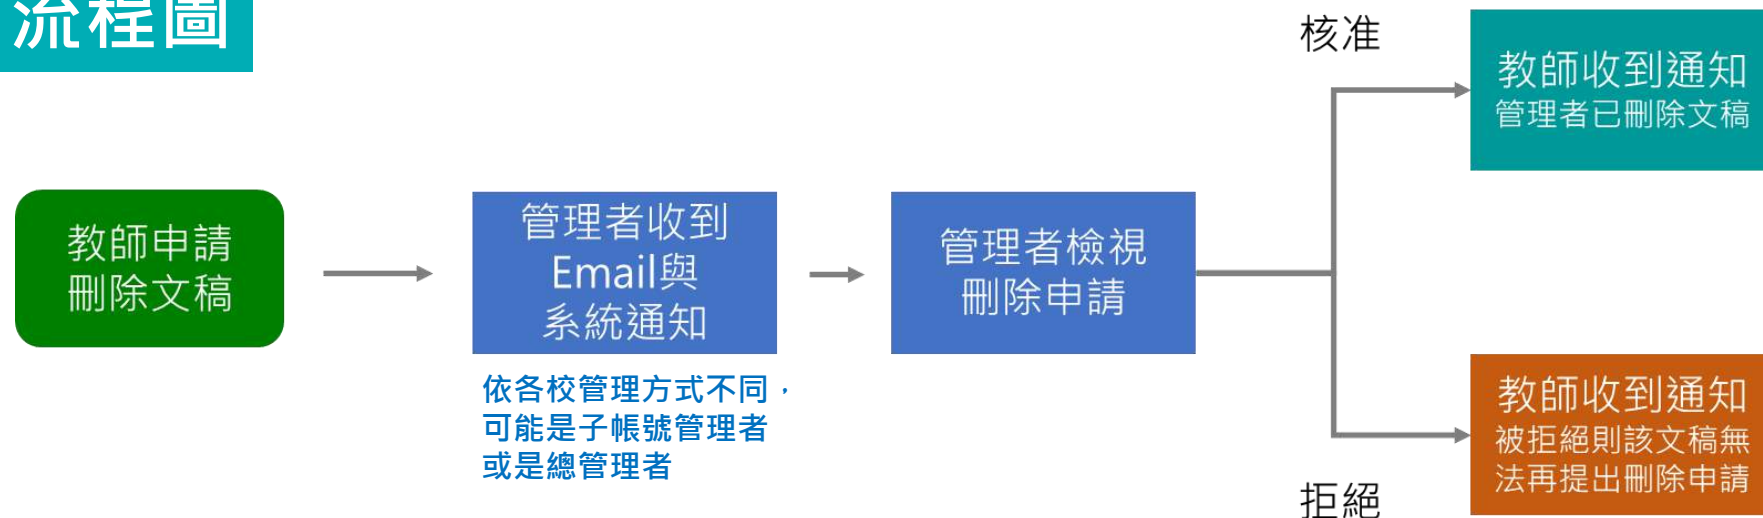 流程圖
教師申請
刪除文稿
管理者收到
Email與
系統通知
依各校管理方式不同，
可能是子帳號管理者
或是總管理者
管理者檢視
刪除申請
核准
教師收到通知
管理者已刪除文稿
拒絕
教師收到通知
被拒絕則該文稿無
法再提出刪除申請